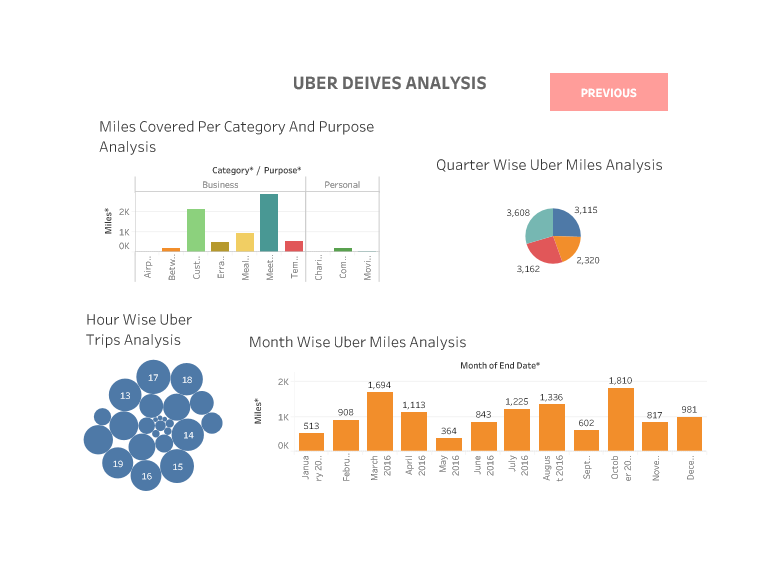 UBER DEIVES ANALYSIS
PREVIOUS
Miles Covered Per Category And Purpose
Analysis
Category* / Purpose*
Business
Personal
Miles*
2K
1K
0K
Airp..
Betw..
Cust..
Erra..
Meal..
Meet..
Tem..
Chari..
Com..
Movi..
Quarter Wise Uber Miles Analysis
3,608
3,115
3,162
2,320
Hour Wise Uber
Trips Analysis
17
18
13
14
19
15
16
Month Wise Uber Miles Analysis
Month of End Date*
Miles*
2K
1K
0K
513
908
1,694
1,113
364
843
1,225
1,336
602
1,810
817
981
Janua
ry 20..
Febru..
March
2016
April
2016
May
2016
June
2016
July
2016
Augus
t 2016
Sept..
Octob
er 20..
Nove..
Dece..